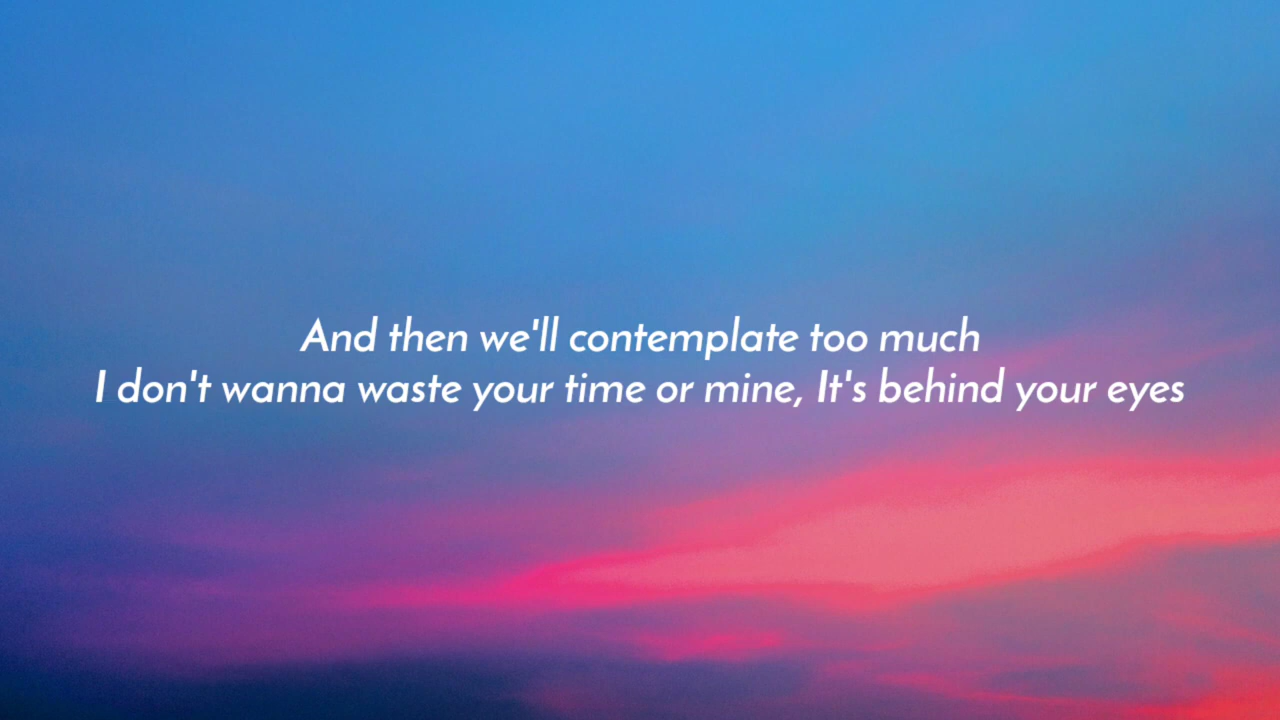 And then we'll contemplate too much
I don't wanna waste your time or mine, It's behind your eyes